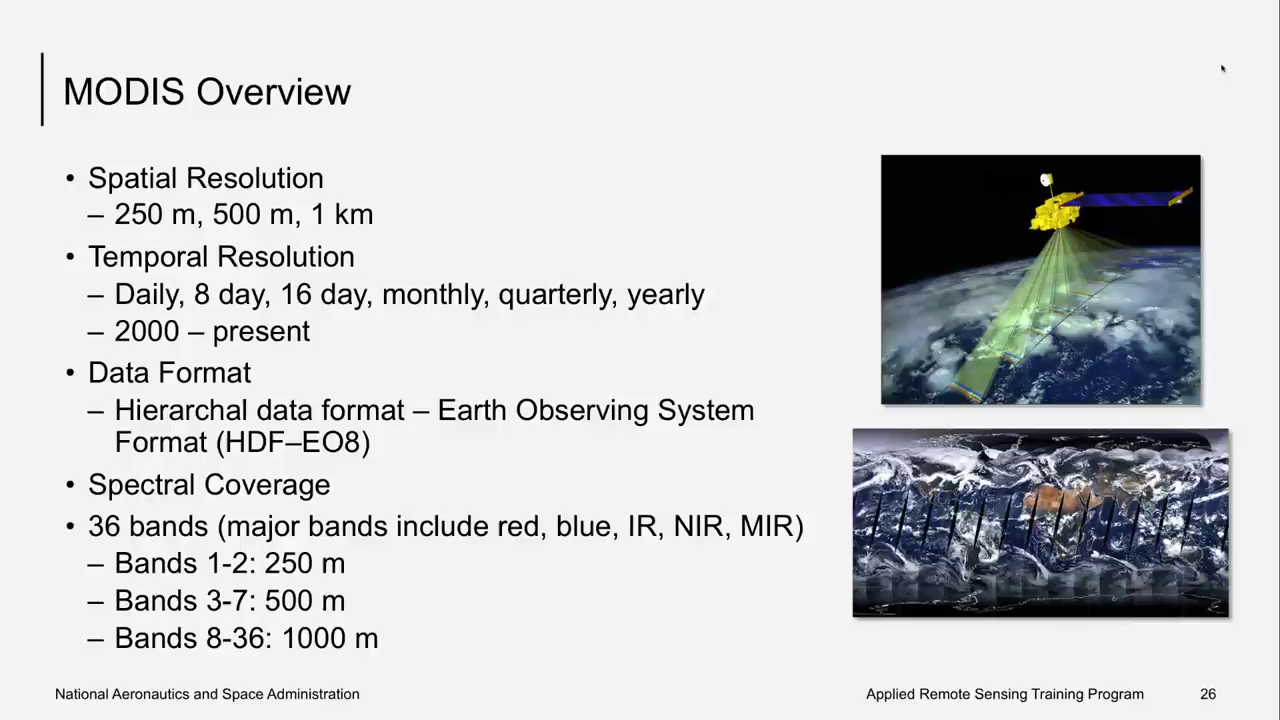 MODIS Overview
• Spatial Resolution
– 250 m, 500 m, 1 km
• Temporal Resolution
– Daily, 8 day, 16 day, monthly, quarterly, yearly
– 2000 – present
• Data Format
– Hierarchal data format – Earth Observing System
Format (HDF–EO8)
• Spectral Coverage
• 36 bands (major bands include red, blue, IR, NIR, MIR)
– Bands 1-2: 250 m
– Bands 3-7: 500 m
– Bands 8-36: 1000 m
National Aeronautics and Space Administration
Applied Remote Sensing Training Program
26